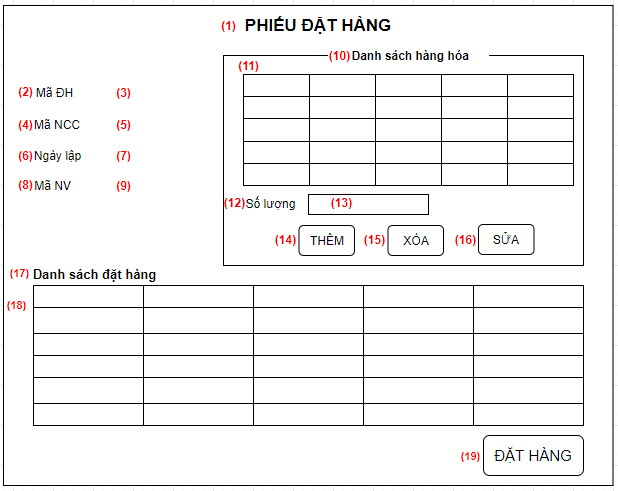 (1) PHIẾU ĐẶT HÀNG
(10) Danh sách hàng hóa
(11)
(2) Mã ĐH (3)
(4) Mã NCC (5)
(6) Ngày lập (7)
(8) Mã NV (9)
(12) Số lượng (13)
(14) THÊM (15) XÓA (16) SỬA
(17) Danh sách đặt hàng
(18)
(19) ĐẶT HÀNG